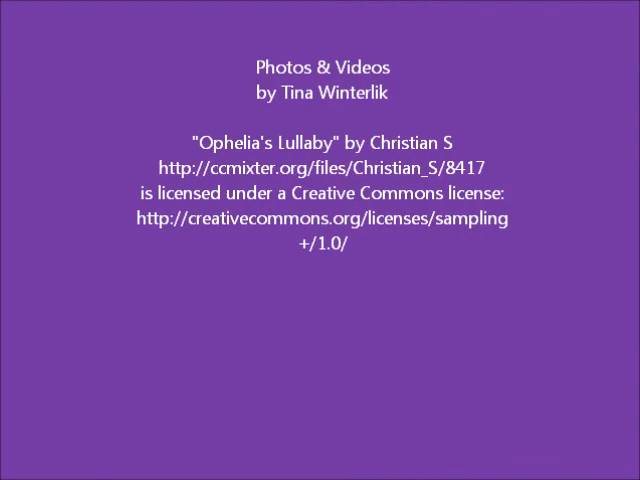 Photos & Videos
by Tina Winterlik
"Ophelia's Lullaby" by Christian S
http://ccmixter.org/files/Christian_S/8417
is licensed under a Creative Commons license:
http://creativecommons.org/licenses/sampling
+/1.0/